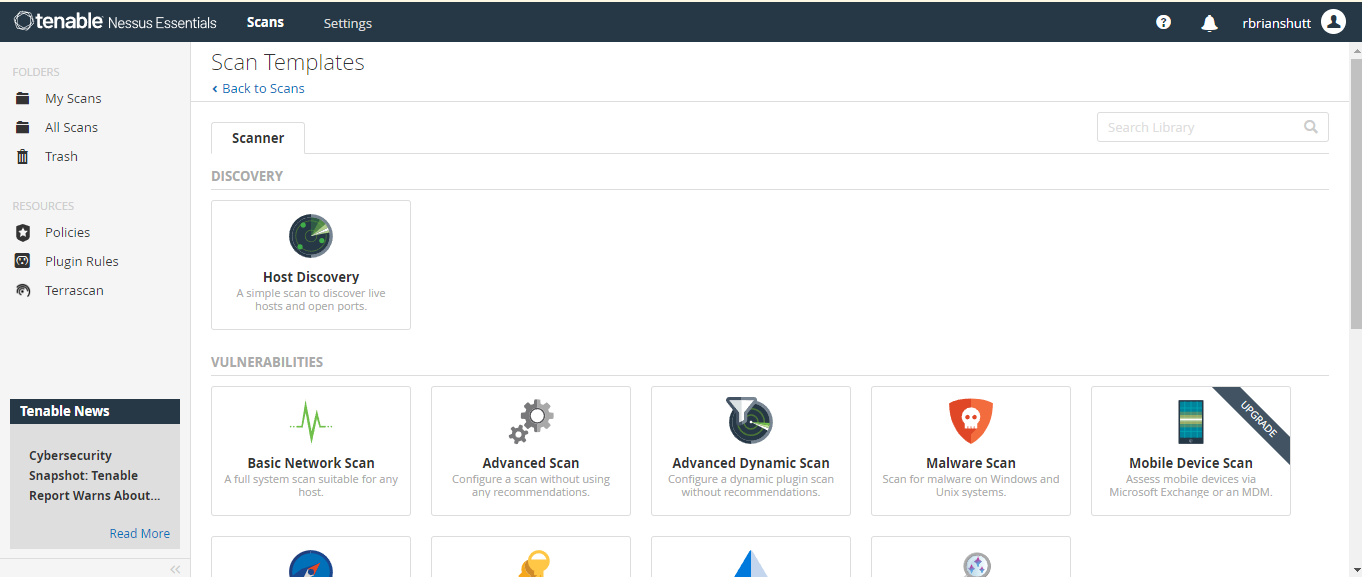 tenable Nessus Essentials
Scans
Settings
?
rbrianshutt
FOLDERS
My Scans
All Scans
Trash
RESOURCES
Policies
Plugin Rules
Terrascan
Tenable News
Cybersecurity
Snapshot: Tenable
Report Warns About...
Read More
Scan Templates
Back to Scans
Scanner
Search Library
DISCOVERY
Host Discovery
A simple scan to discover live
hosts and open ports.
VULNERABILITIES
Basic Network Scan
A full system scan suitable for any
host.
Advanced Scan
Configure a scan without using
any recommendations.
Advanced Dynamic Scan
Configure a dynamic plugin scan
without recommendations.
Malware Scan
Scan for malware on Windows and
Unix systems.
UPGRADE
Mobile Device Scan
Assess mobile devices via
Microsoft Exchange or an MDM.